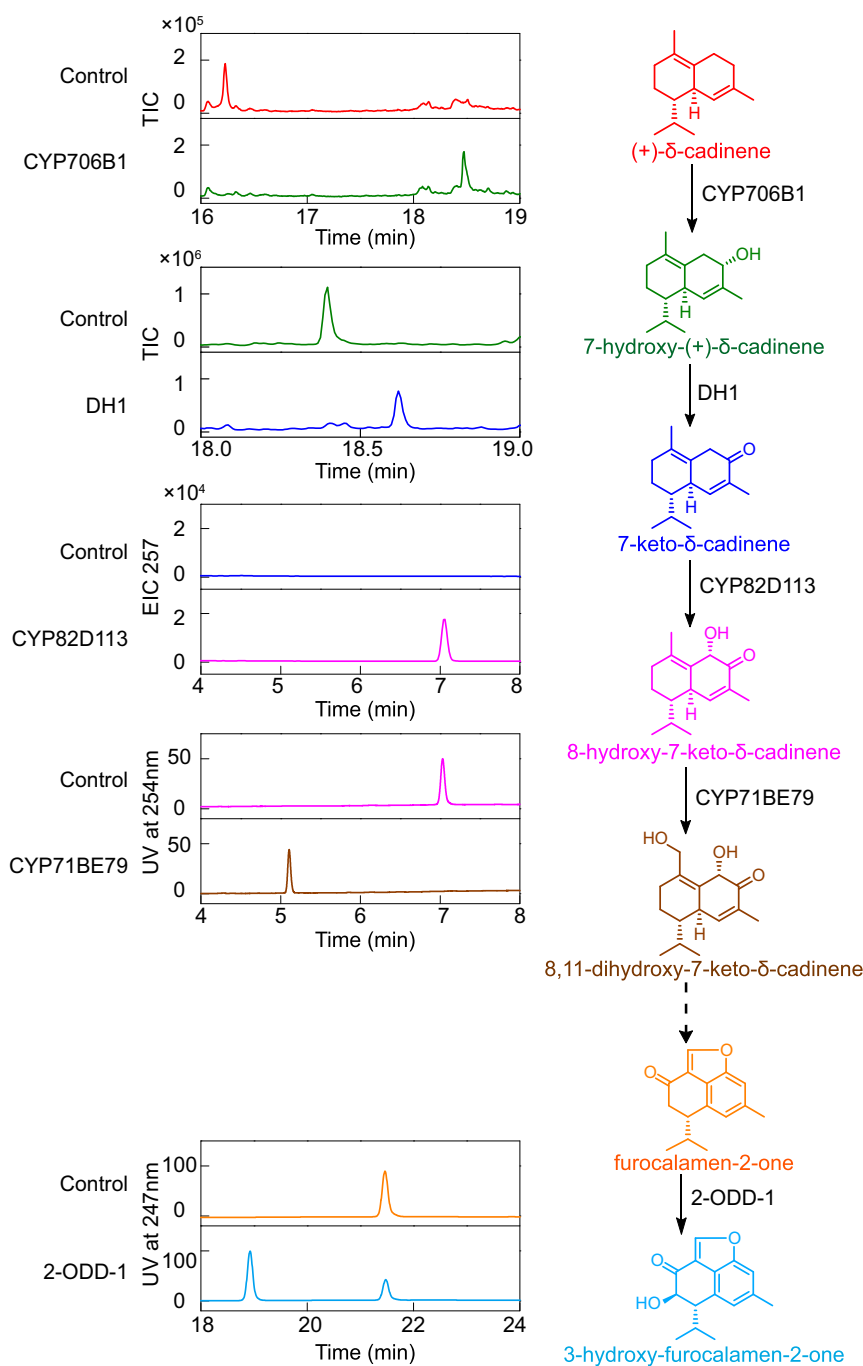 ×10⁵
Control
2
0
TIC
CYP706B1
2
0
16 17 18 19
Time (min)
×10⁶
Control
1
0
TIC
DH1
1
0
18.0 18.5 19.0
Time (min)
×10⁴
Control
2
0
EIC 257
CYP82D113
2
0
4 5 6 7 8
Time (min)
Control
50
0
UV at 254nm
CYP71BE79
50
0
4 5 6 7 8
Time (min)
Control
100
0
UV at 247nm
2-ODD-1
100
0
18 20 22 24
Time (min)
H
(+)-δ-cadinene
CYP706B1
OH
H
7-hydroxy-(+)-δ-cadinene
DH1
O
H
7-keto-δ-cadinene
CYP82D113
OH
O
H
8-hydroxy-7-keto-δ-cadinene
CYP71BE79
HO
OH
O
H
8,11-dihydroxy-7-keto-δ-cadinene
O
O
furocalamen-2-one
2-ODD-1
O
O
HO
3-hydroxy-furocalamen-2-one